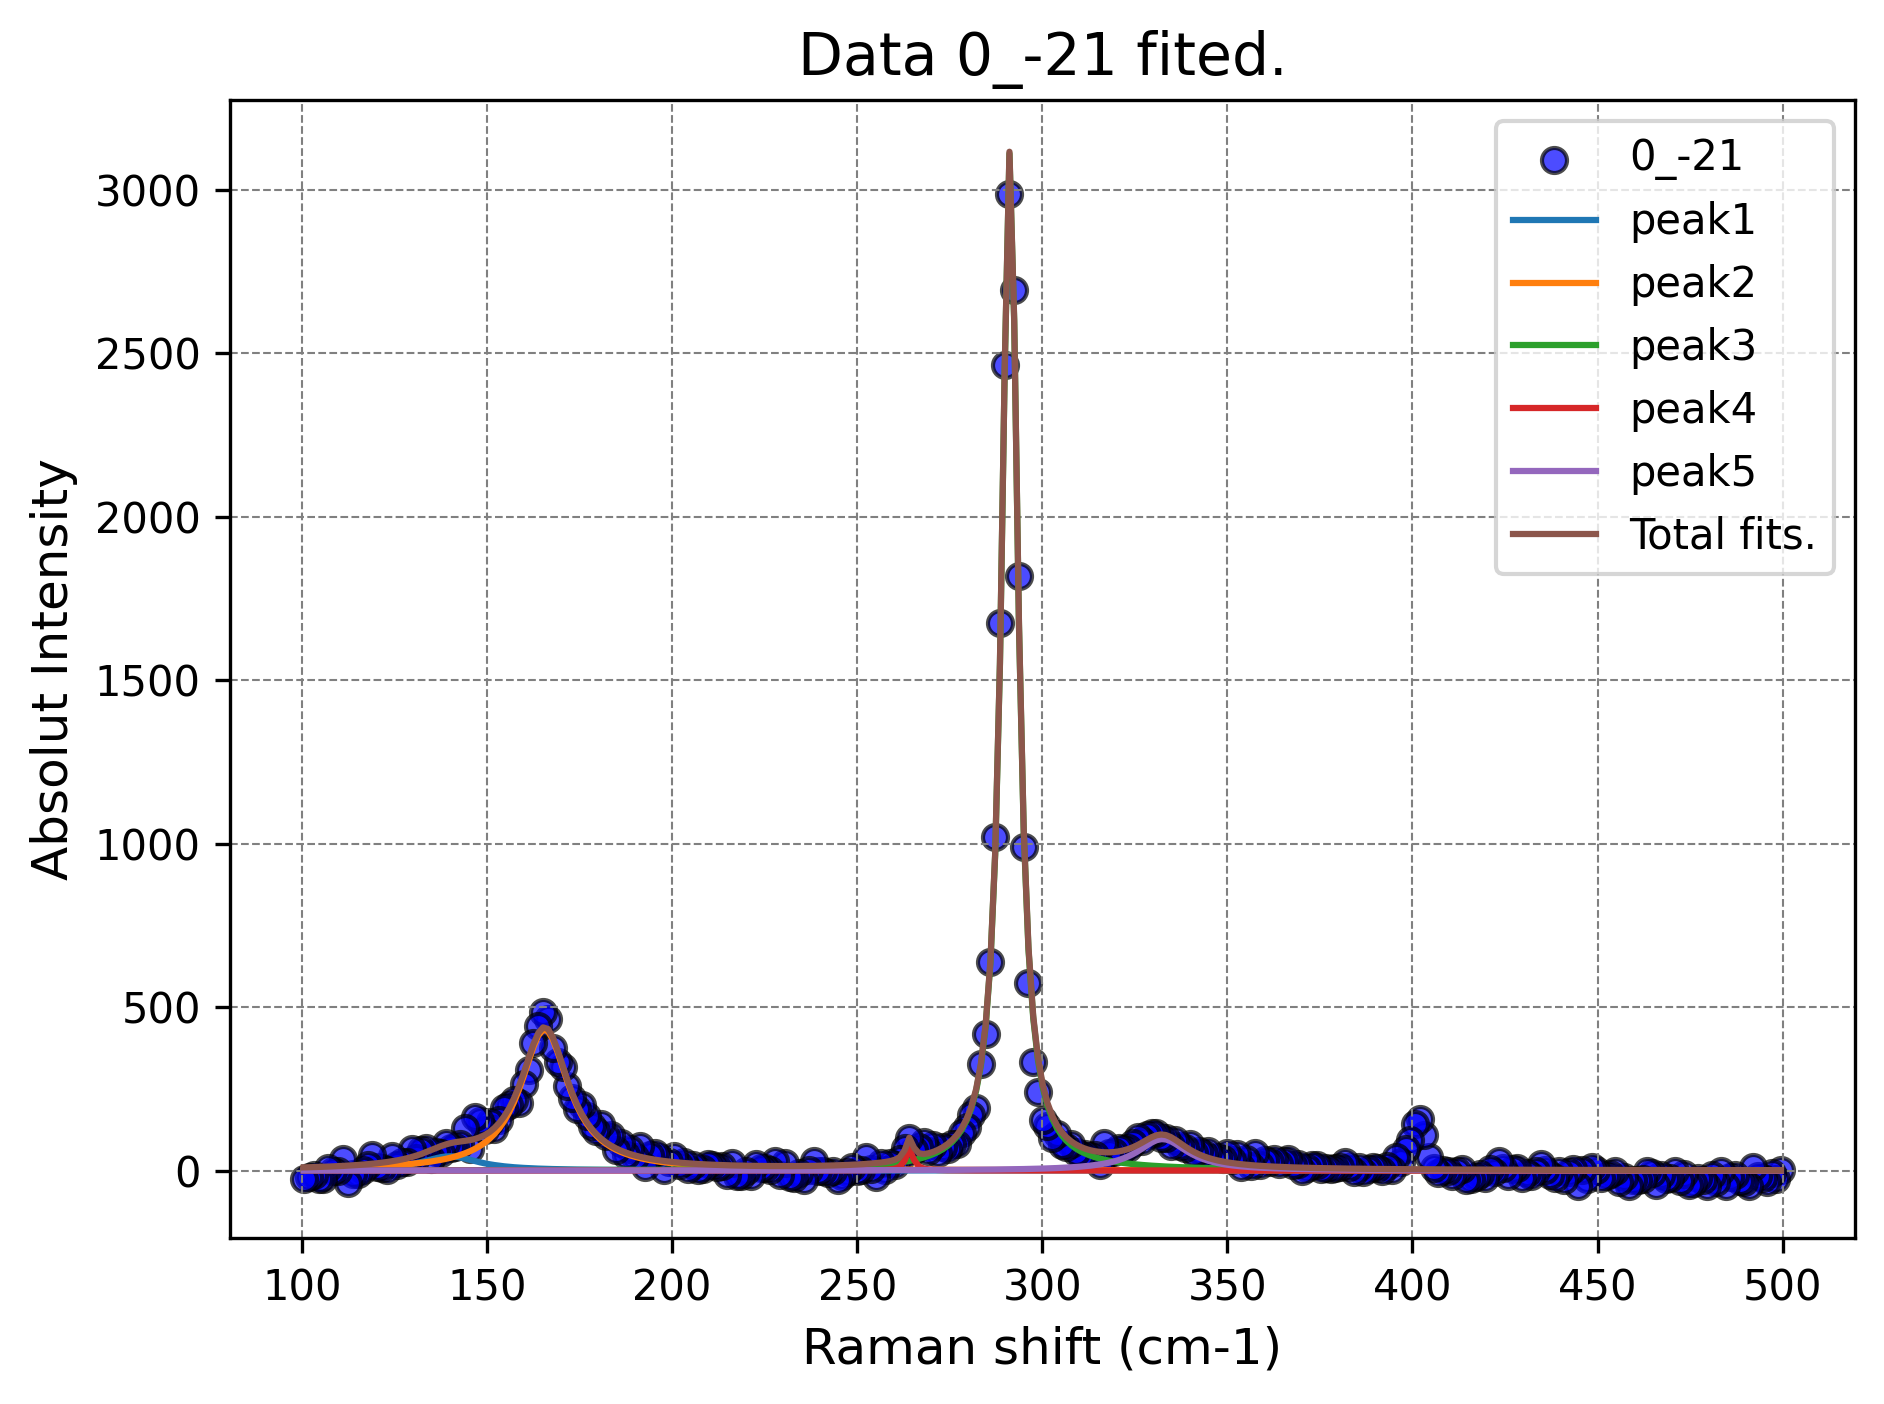 Data 0_-21 fited.
0_-21
peak1
peak2
peak3
peak4
peak5
Total fits.
Absolut Intensity
3000
2500
2000
1500
1000
500
0
100 150 200 250 300 350 400 450 500
Raman shift (cm-1)